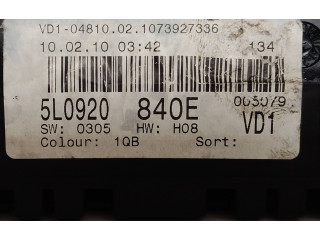 VD1-04810.02.1073927336
10.02.10 03:42 134
5L0920 840E 005079
SW: 0305 HW: H08 VD1
Colour: 1QB Sort: